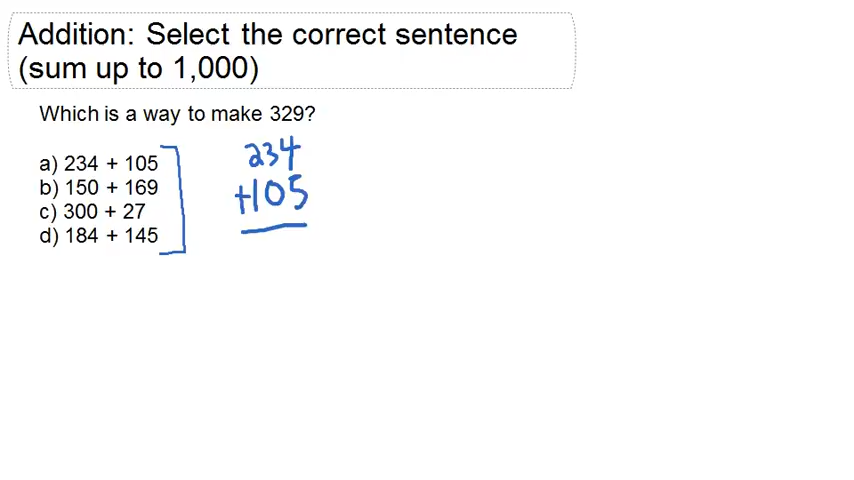 Addition: Select the correct sentence
(sum up to 1,000)
Which is a way to make 329?
a) 234 + 105
b) 150 + 169
c) 300 + 27
d) 184 + 145
234
+105